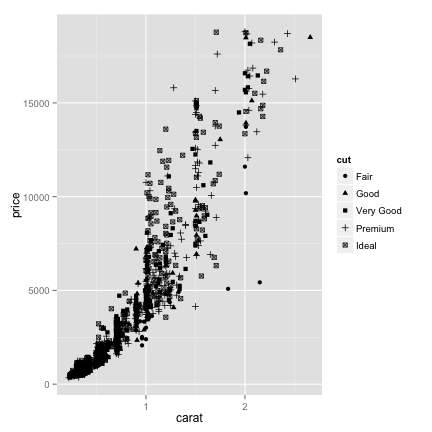 15000
10000
5000
0
price
1
2
carat
cut
Fair
Good
Very Good
Premium
Ideal